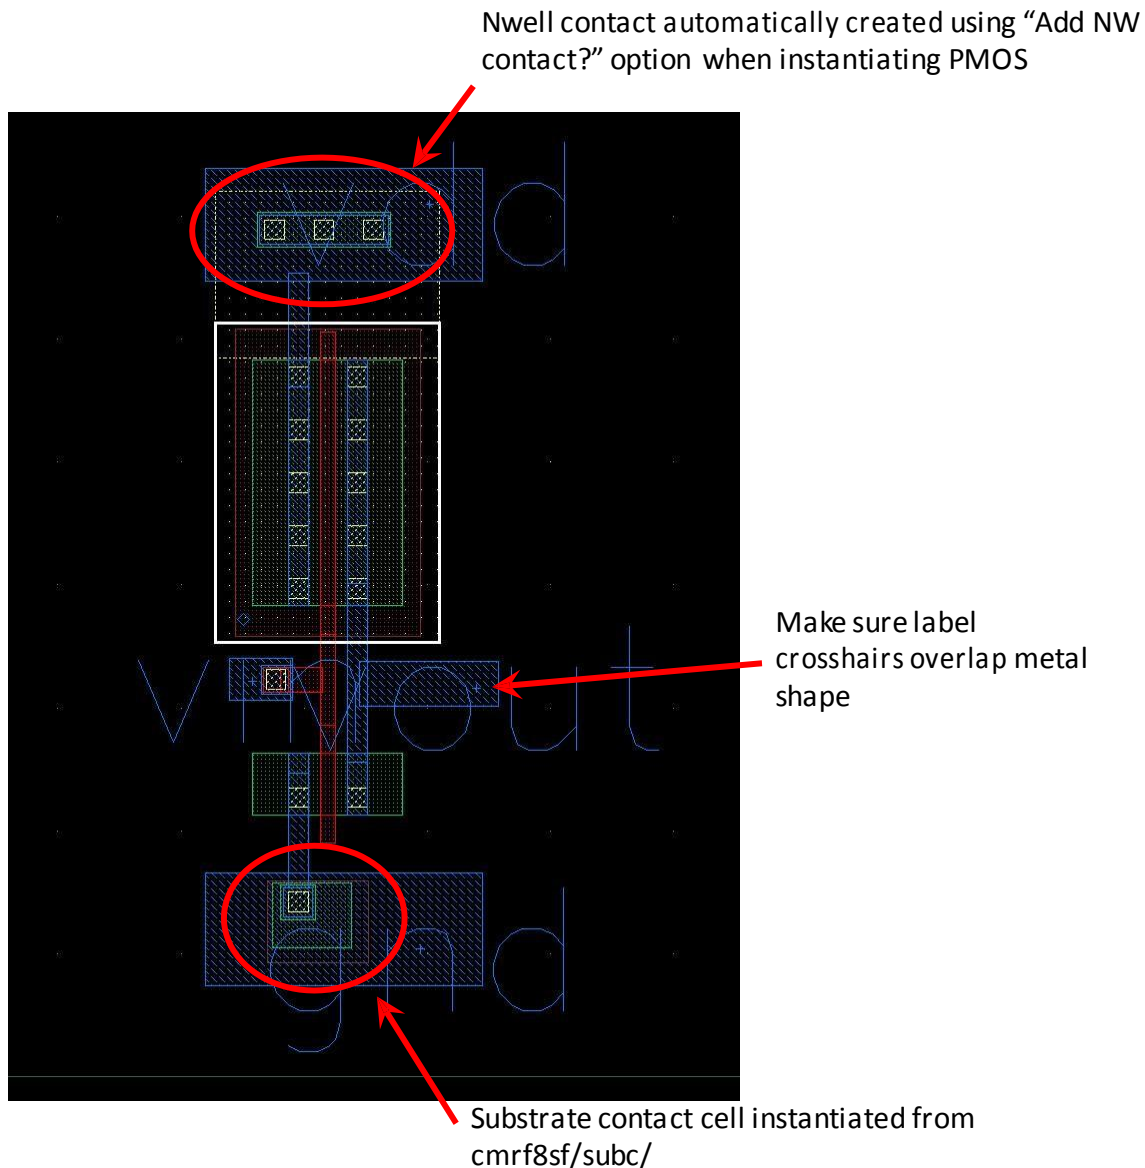 Nwell contact automatically created using “Add NW
contact?” option when instantiating PMOS
vdd
Make sure label
crosshairs overlap metal
shape
vin
vout
gnd
Substrate contact cell instantiated from
cmrf8sf/subc/